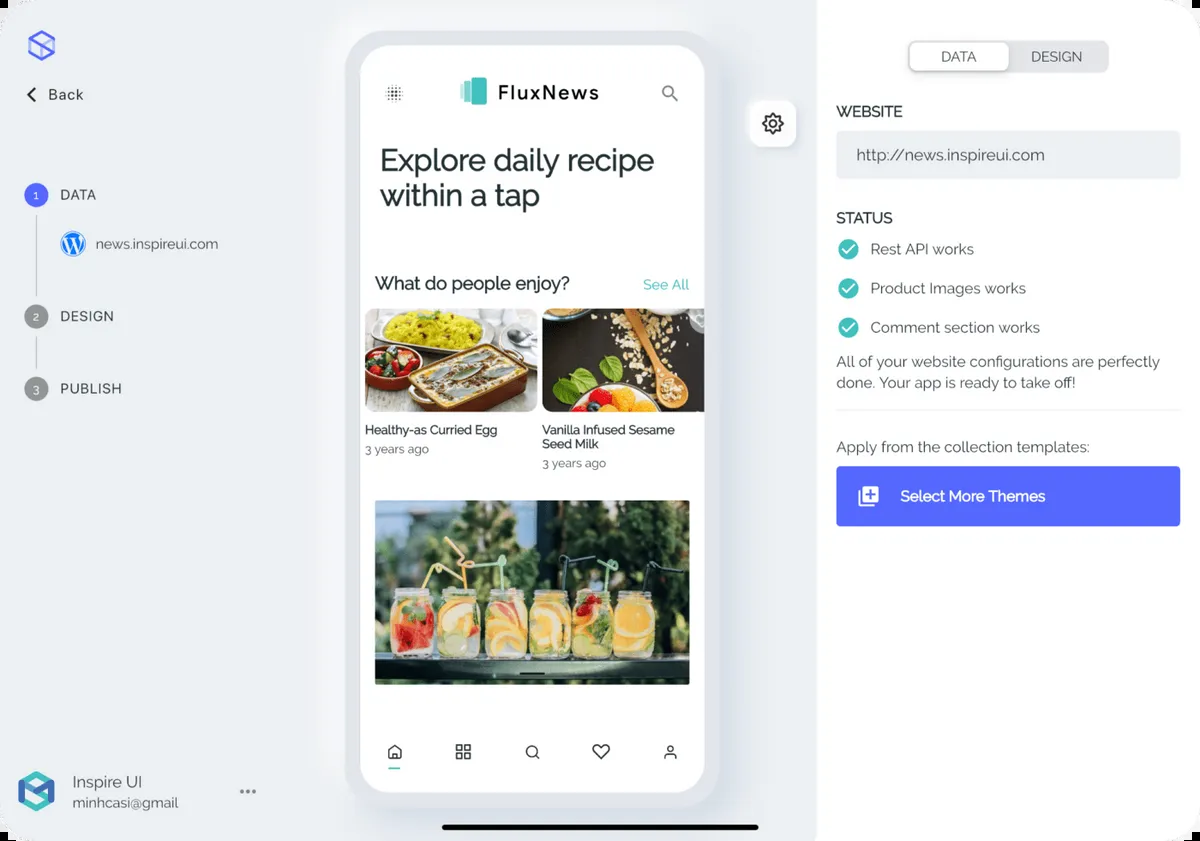 Back
1 DATA
news.inspireui.com
2 DESIGN
3 PUBLISH
Inspire UI
minhcasi@gmail
FluxNews
Explore daily recipe
within a tap
What do people enjoy? See All
Healthy-as Curried Egg
3 years ago
Vanilla Infused Sesame
Seed Milk
3 years ago
DATA DESIGN
WEBSITE
http://news.inspireui.com
STATUS
Rest API works
Product Images works
Comment section works
All of your website configurations are perfectly
done. Your app is ready to take off!
Apply from the collection templates:
Select More Themes